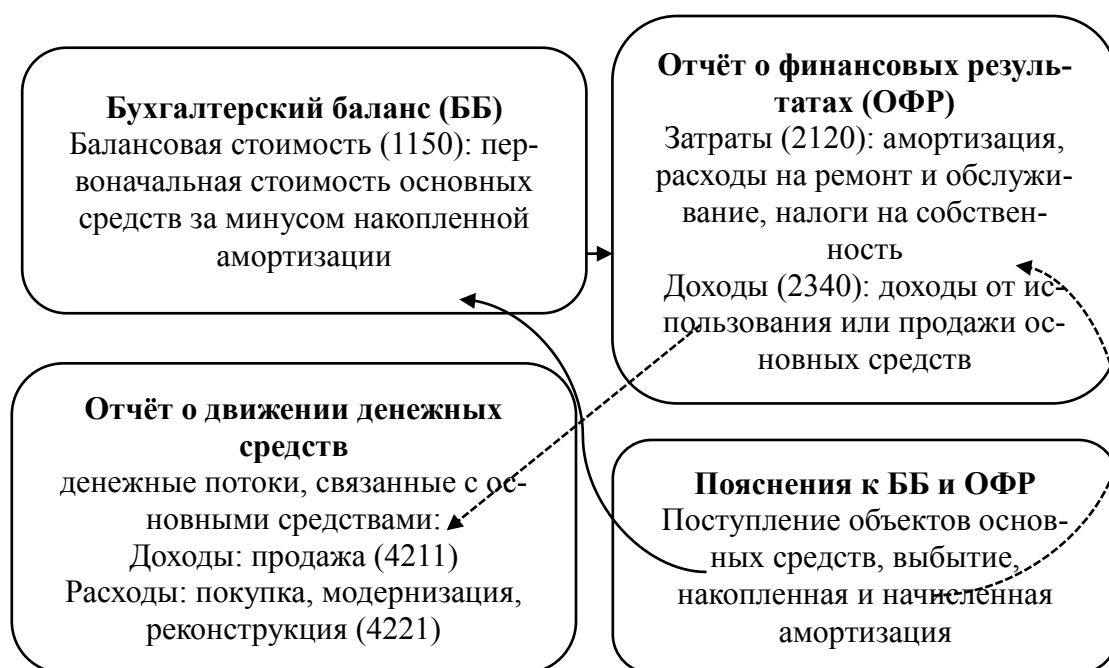 Бухгалтерский баланс (ББ)
Балансовая стоимость (1150): пер-
воначальная стоимость основных
средств за минусом накопленной
амортизации
Отчёт о финансовых резуль-
татах (ОФР)
Затраты (2120): амортизация,
расходы на ремонт и обслужи-
вание, налоги на собствен-
ность
Доходы (2340): доходы от ис-
пользования или продажи ос-
новных средств
Отчёт о движении денежных
средств
денежные потоки, связанные с ос-
новными средствами:
Доходы: продажа (4211)
Расходы: покупка, модернизация,
реконструкция (4221)
Пояснения к ББ и ОФР
Поступление объектов основ-
ных средств, выбытие,
накопленная и начисленная
амортизация